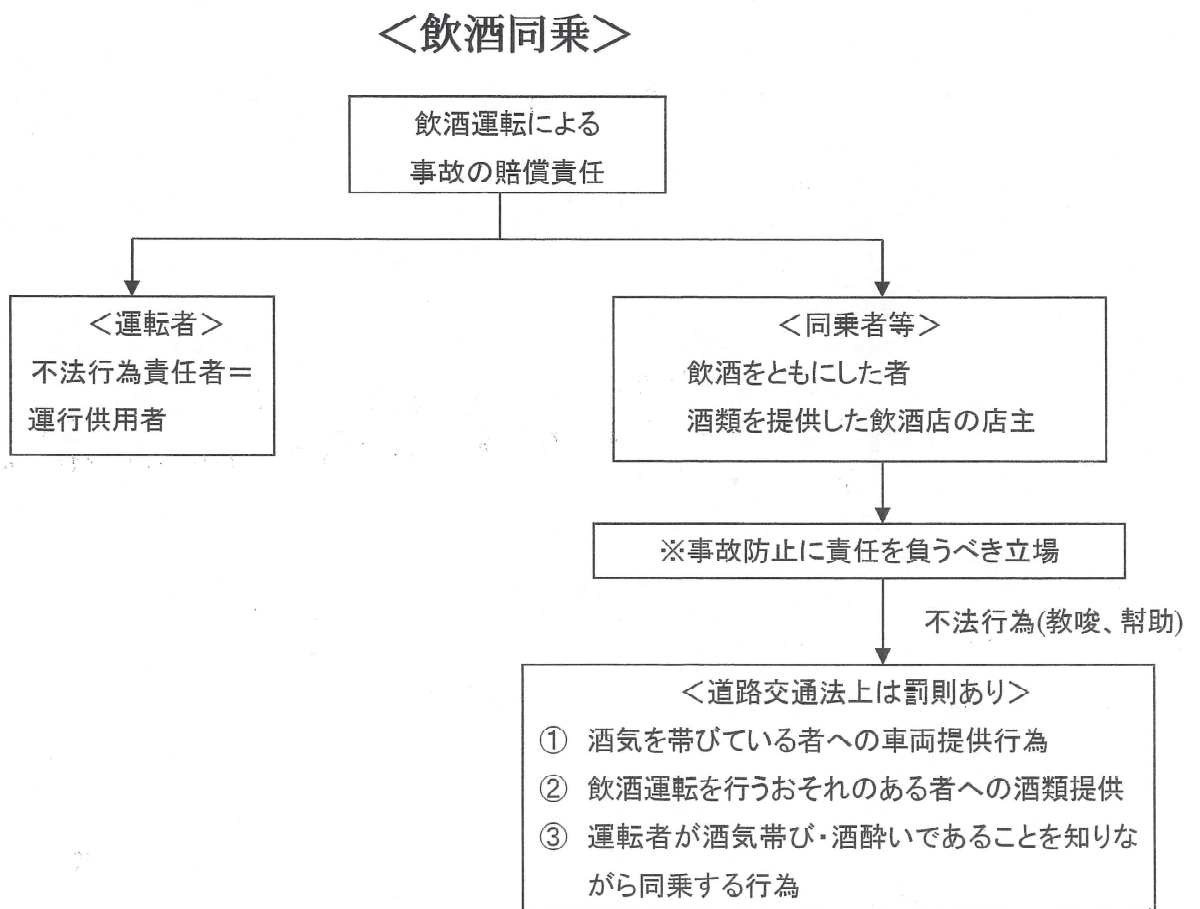 ＜飲酒同乗＞
飲酒運転による
事故の賠償責任
＜運転者＞
不法行為責任者＝
運行供用者
＜同乗者等＞
飲酒をともにした者
酒類を提供した飲酒店の店主
※事故防止に責任を負うべき立場
不法行為(教唆、幇助)
＜道路交通法上は罰則あり＞
① 酒気を帯びている者への車両提供行為
② 飲酒運転を行うおそれのある者への酒類提供
③ 運転者が酒気帯び・酒酔いであることを知りな
がら同乗する行為